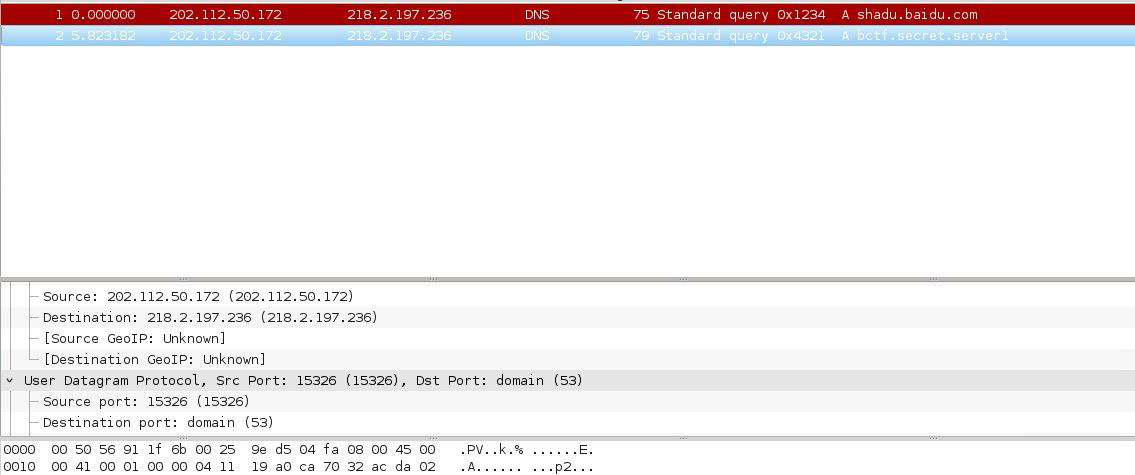 1 0.000000 202.112.50.172 218.2.197.236 DNS 75 Standard query 0x1234 A shadu.baidu.com
2 5.823182 202.112.50.172 218.2.197.236 DNS 79 Standard query 0x4321 A bctf.secret.server1
Source: 202.112.50.172 (202.112.50.172)
Destination: 218.2.197.236 (218.2.197.236)
[Source GeoIP: Unknown]
[Destination GeoIP: Unknown]
User Datagram Protocol, Src Port: 15326 (15326), Dst Port: domain (53)
Source port: 15326 (15326)
Destination port: domain (53)
0000 00 50 56 91 1f 6b 00 25 9e d5 04 fa 08 00 45 00 .PV..k.% ......E.
0010 00 41 00 01 00 00 04 11 19 a0 ca 70 32 ac da 02 .A...... ...p2...